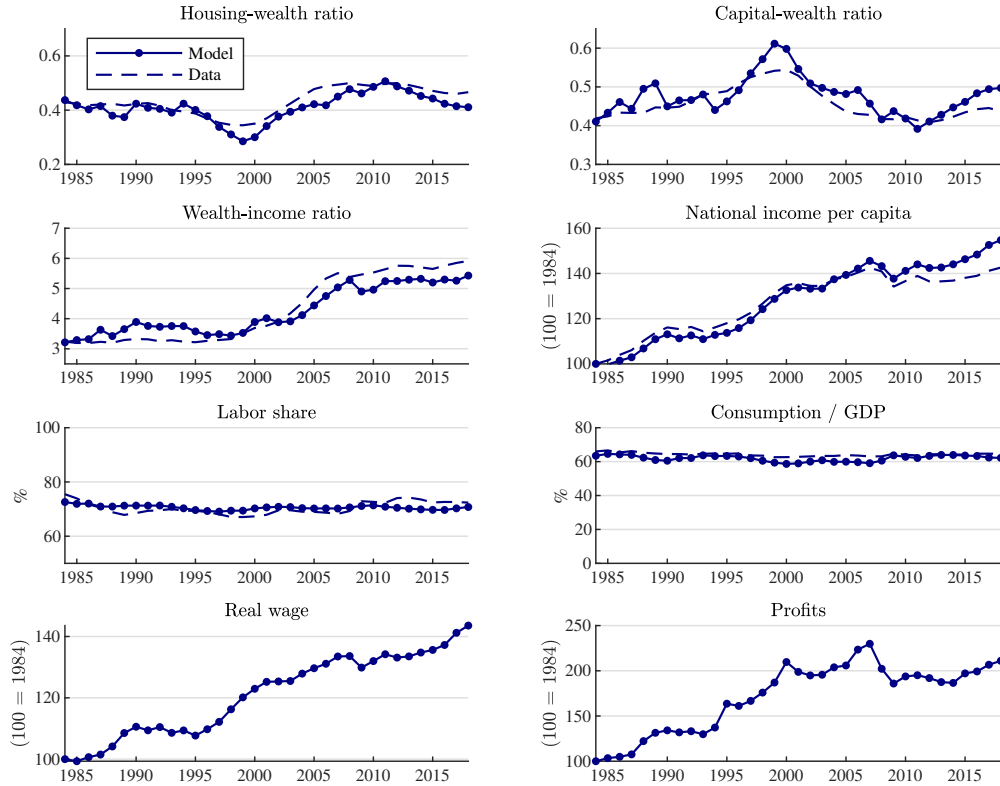 Housing-wealth ratio
0.6
0.4
0.2
Model
Data
1985 1990 1995 2000 2005 2010 2015
Capital-wealth ratio
0.6
0.5
0.4
0.3
1985 1990 1995 2000 2005 2010 2015
Wealth-income ratio
7
6
5
4
3
1985 1990 1995 2000 2005 2010 2015
National income per capita
(100 = 1984)
160
140
120
100
1985 1990 1995 2000 2005 2010 2015
Labor share
%
100
80
60
1985 1990 1995 2000 2005 2010 2015
Consumption / GDP
%
80
60
40
20
0
1985 1990 1995 2000 2005 2010 2015
Real wage
(100 = 1984)
140
120
100
1985 1990 1995 2000 2005 2010 2015
Profits
(100 = 1984)
250
200
150
100
1985 1990 1995 2000 2005 2010 2015